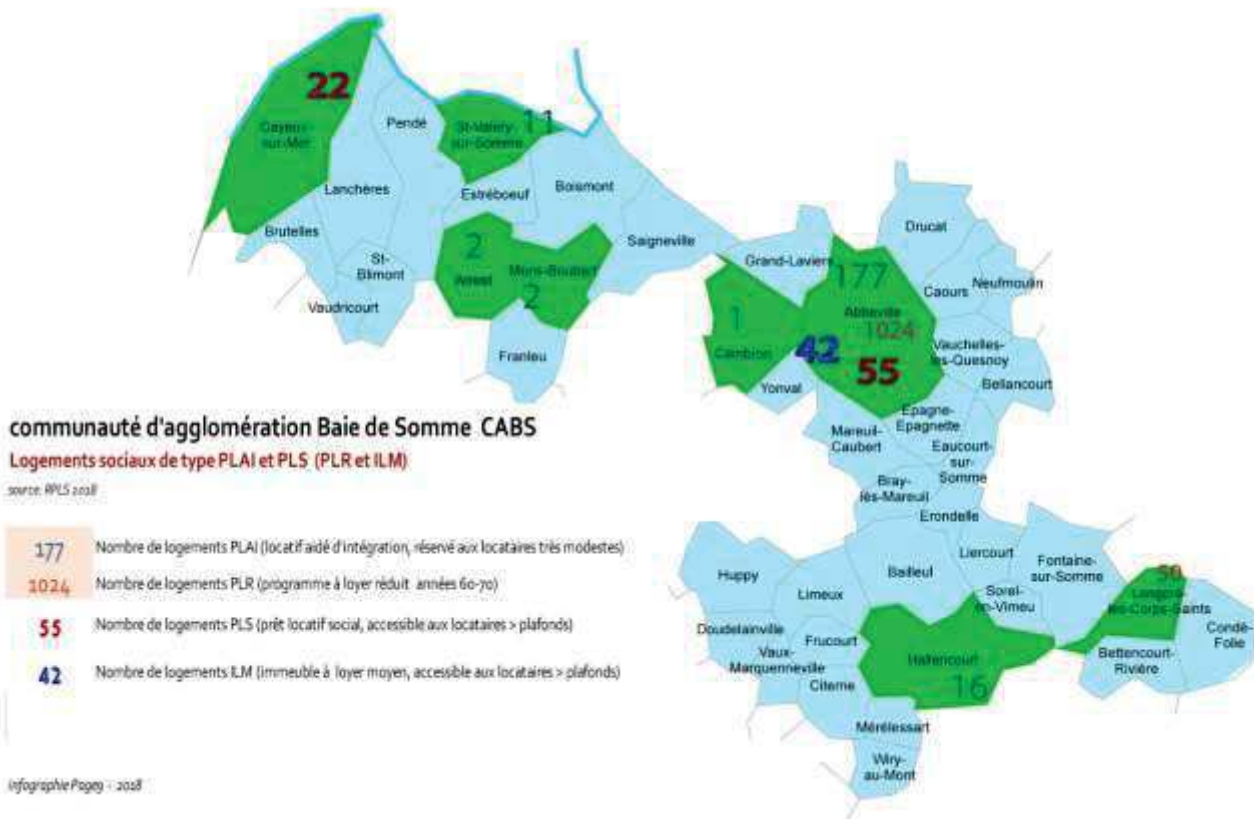 22
Cayeux-
sur-Mer
Pendé
St-Valery-
sur-Somme
11
Lanchères
Estréboeuf
Boismont
Brutelles
St-
Blimont
2
Arrest
Mons-Boubert
2
Saigneville
Vaudricourt
Franleu
Grand-Laviers
Drucat
177
Abbeville
1024
Caours
Neufmoulin
1
Cambron
42
55
Vauchelles-
les-Quesnoy
Yonval
Bellancourt
Epagne-
Epagnette
Mareuil-
Caubert
Eaucourt-
sur-
Somme
Bray-
lès-Mareuil
Erondelle
communauté d'agglomération Baie de Somme CABS
Logements sociaux de type PLAI et PLS (PLR et ILM)
source: RPLS 2018
177 Nombre de logements PLAI (locatif aidé d'intégration, réservé aux locataires très modestes)
1024 Nombre de logements PLR (programme à loyer réduit années 60-70)
55 Nombre de logements PLS (prêt locatif social, accessible aux locataires > plafonds)
42 Nombre de logements ILM (immeuble à loyer moyen, accessible aux locataires > plafonds)
Huppy
Limeux
Bailleul
Liercourt
Fontaine-
sur-Somme
Sorel-
en-Vimeu
50
Longpré-
les-Corps-Saints
Condé-
Folie
Doudelainville
Frucourt
Vaux-
Marquenneville
Hallencourt
16
Bettencourt-
Rivière
Citerne
Mérélessart
Wiry-
au-Mont
infographie Page9 - 2018